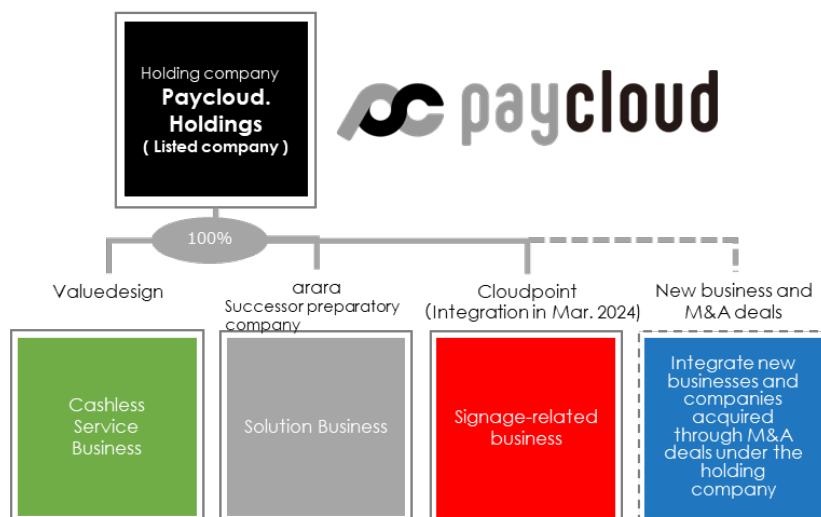 Holding company
Paycloud.
Holdings
( Listed company )
paycloud
100%
Valuedesign
arara
Successor preparatory
company
Cloudpoint
(Integration in Mar. 2024)
New business and
M&A deals
Cashless
Service
Business
Solution Business
Signage-related
business
Integrate new
businesses and
companies
acquired
through M&A
deals under the
holding
company